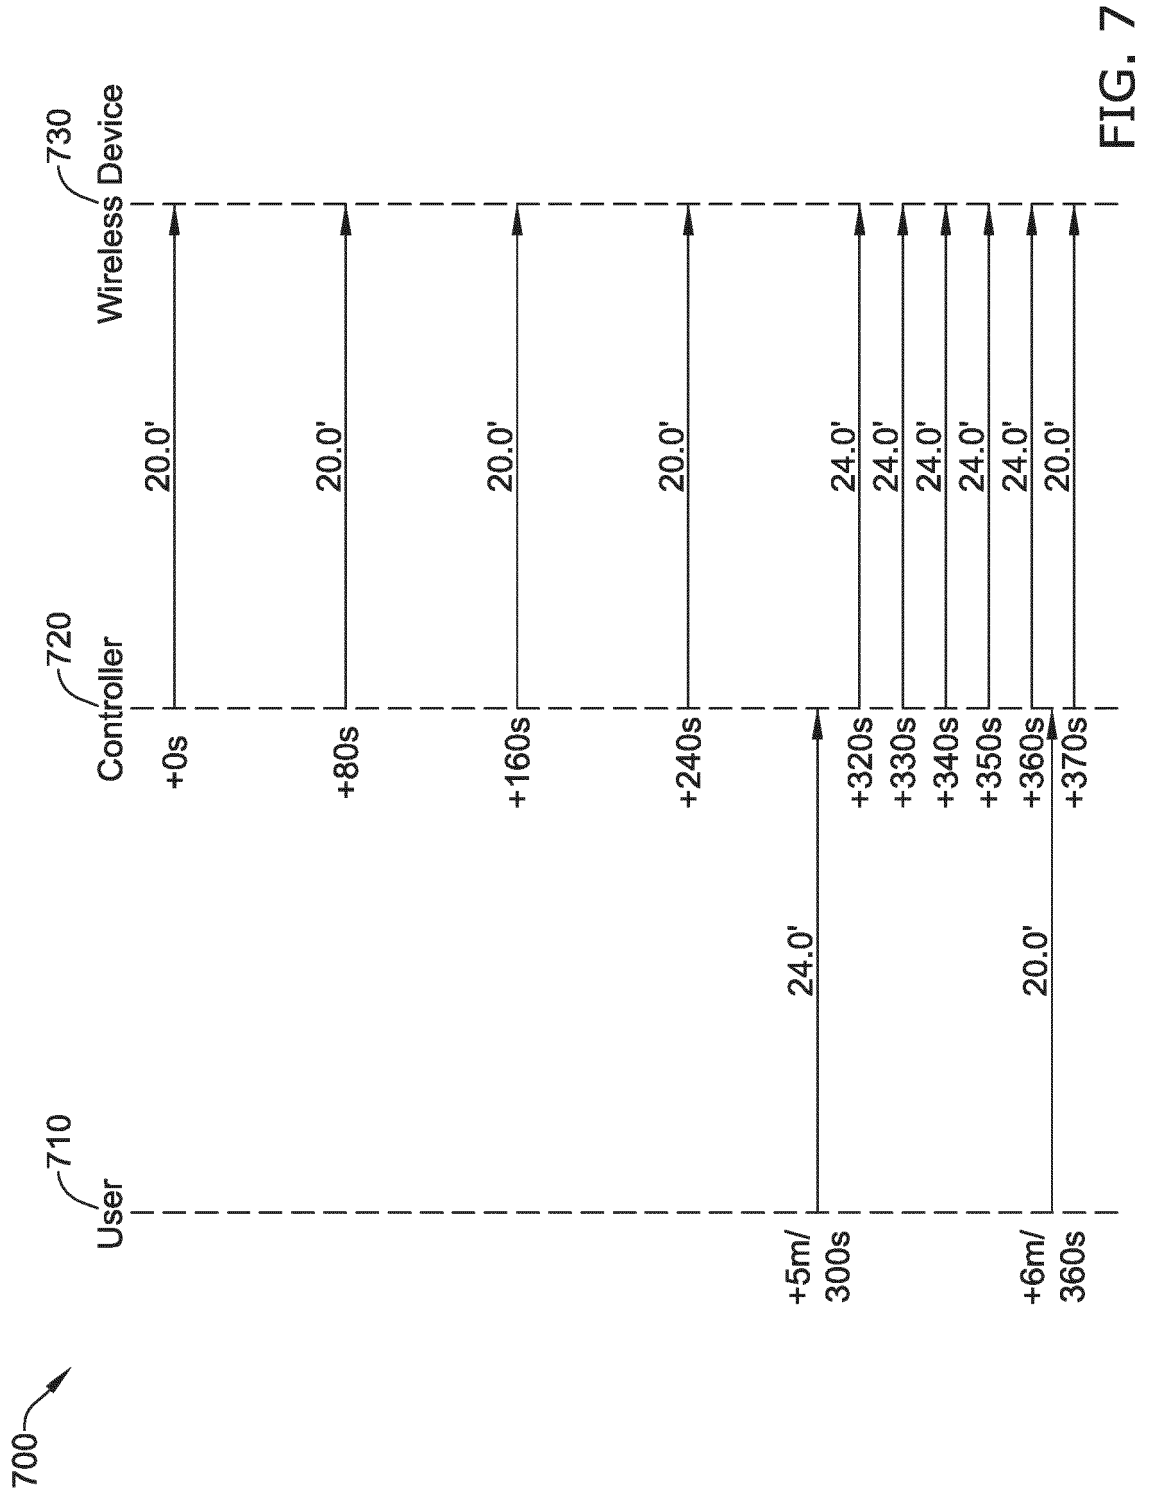 700
User
710
Controller
720
Wireless Device
730
+0s
20.0'
+80s
20.0'
+160s
20.0'
+240s
20.0'
+5m/
300s
24.0'
+320s
24.0'
+330s
24.0'
+340s
24.0'
+350s
24.0'
+360s
24.0'
+6m/
360s
20.0'
+370s
20.0'
FIG. 7